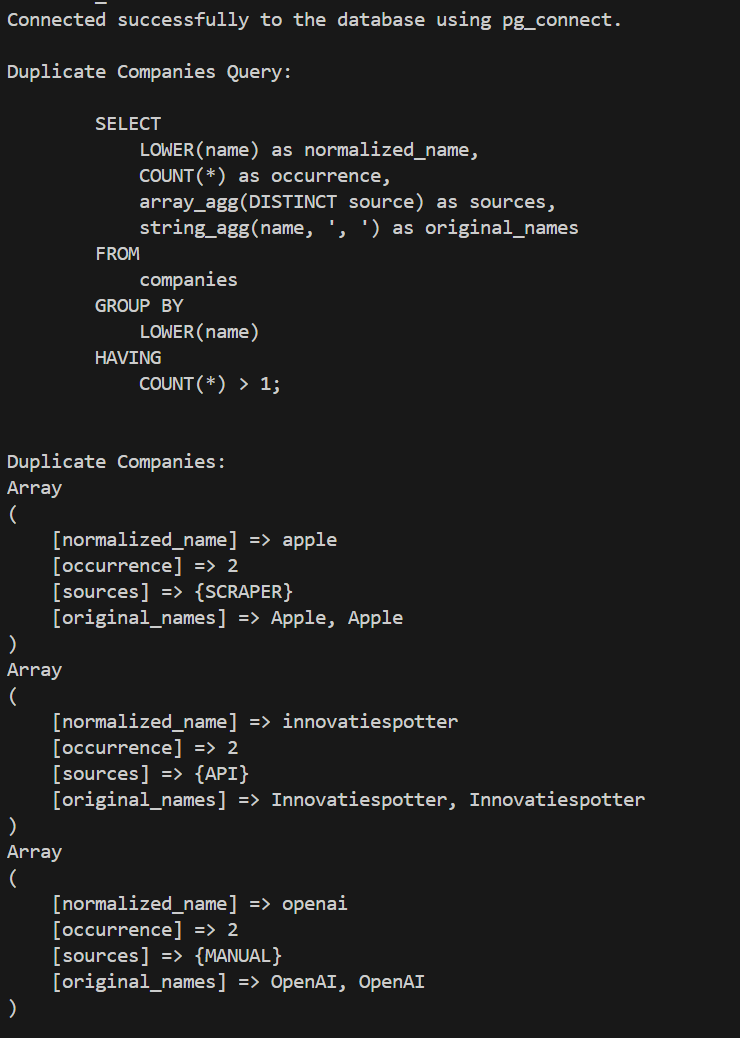 Connected successfully to the database using pg_connect.
Duplicate Companies Query:
SELECT
LOWER(name) as normalized_name,
COUNT(*) as occurrence,
array_agg(DISTINCT source) as sources,
string_agg(name, ', ') as original_names
FROM
companies
GROUP BY
LOWER(name)
HAVING
COUNT(*) > 1;
Duplicate Companies:
Array
(
[normalized_name] => apple
[occurrence] => 2
[sources] => {SCRAPER}
[original_names] => Apple, Apple
)
Array
(
[normalized_name] => innovatiespotter
[occurrence] => 2
[sources] => {API}
[original_names] => Innovatiespotter, Innovatiespotter
)
Array
(
[normalized_name] => openai
[occurrence] => 2
[sources] => {MANUAL}
[original_names] => OpenAI, OpenAI
)